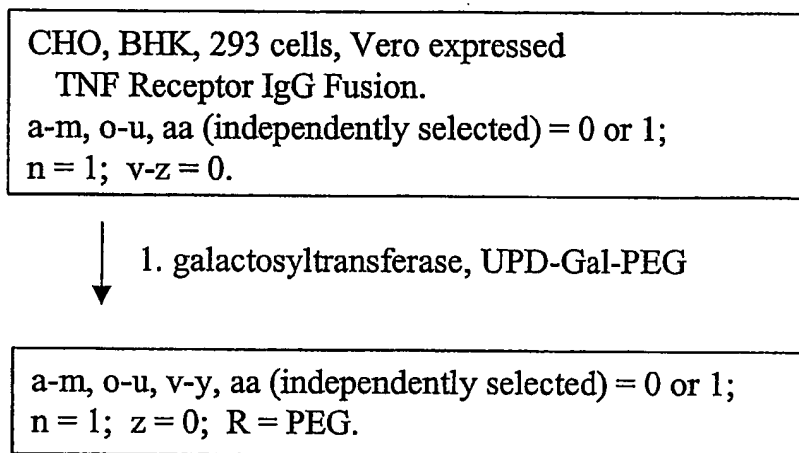 CHO, BHK, 293 cells, Vero expressed
TNF Receptor IgG Fusion.
a-m, o-u, aa (independently selected) = 0 or 1;
n = 1; v-z = 0.
1. galactosyltransferase, UPD-Gal-PEG
a-m, o-u, v-y, aa (independently selected) = 0 or 1;
n = 1; z = 0; R = PEG.